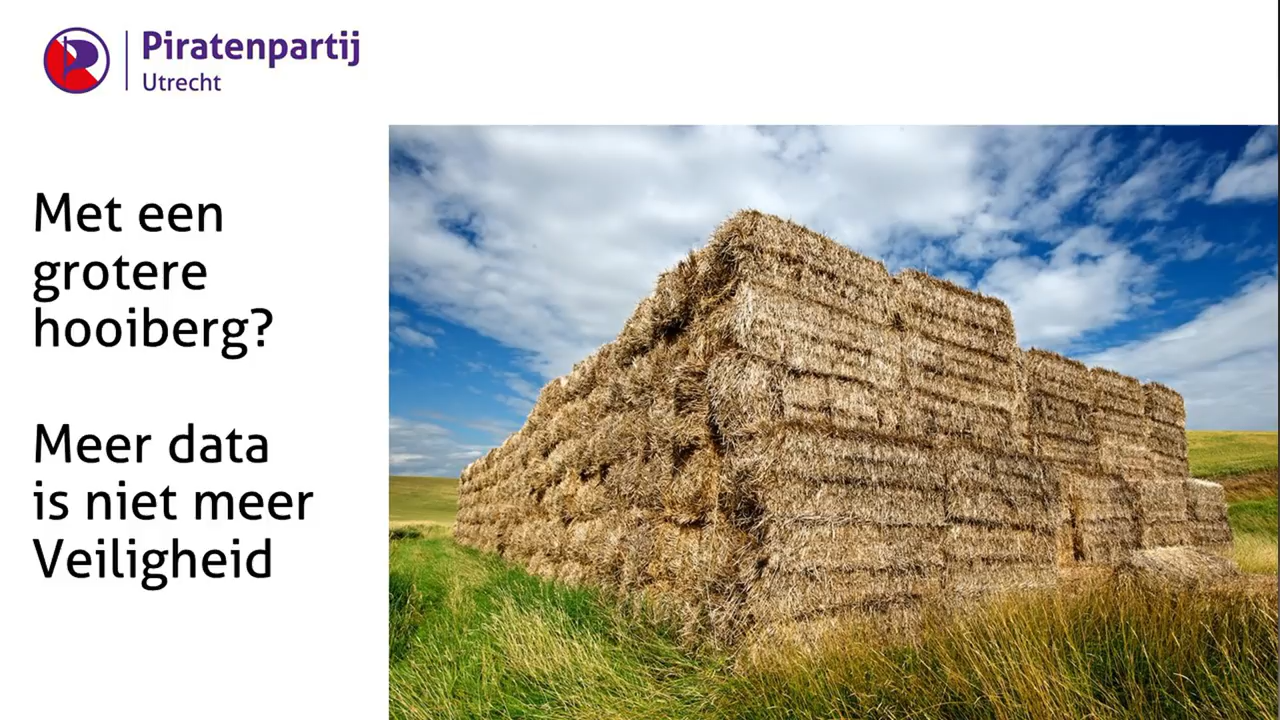 Piratenpartij
Utrecht
Met een
grotere
hooiberg?
Meer data
is niet meer
Veiligheid